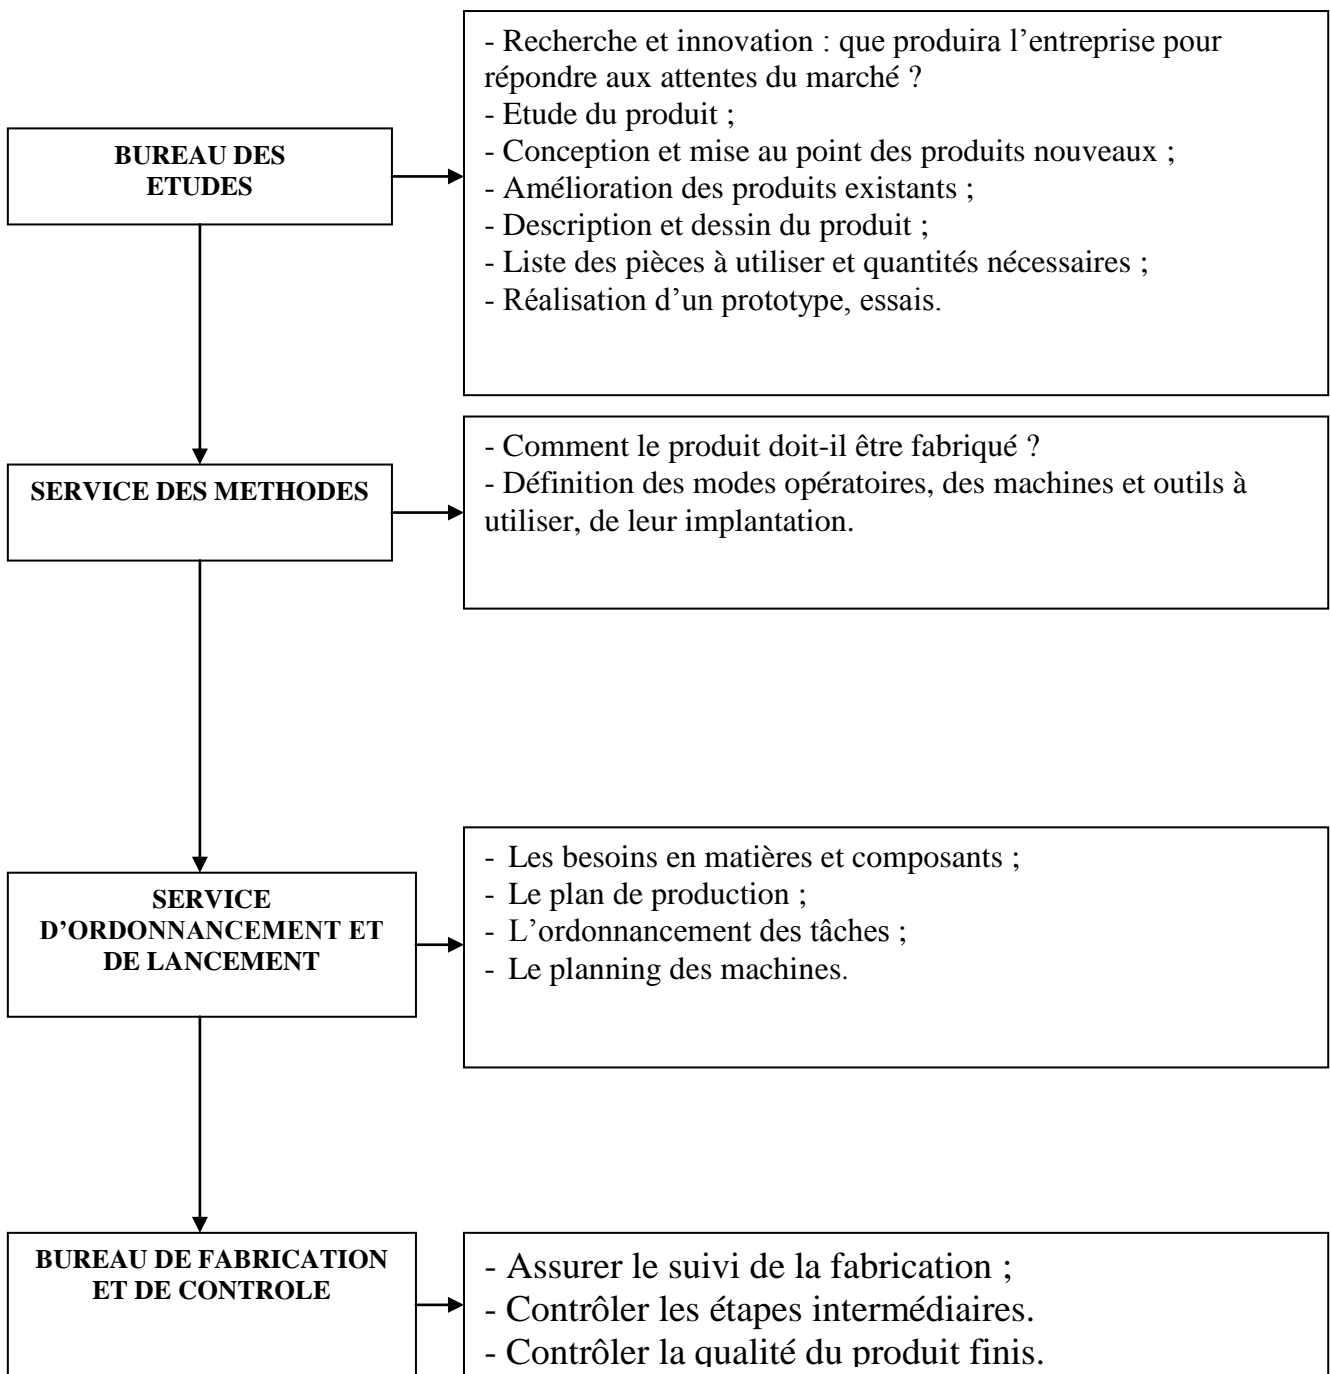 - Recherche et innovation : que produira l’entreprise pour
répondre aux attentes du marché ?
- Etude du produit ;
- Conception et mise au point des produits nouveaux ;
- Amélioration des produits existants ;
- Description et dessin du produit ;
- Liste des pièces à utiliser et quantités nécessaires ;
- Réalisation d’un prototype, essais.
BUREAU DES
ETUDES
- Comment le produit doit-il être fabriqué ?
- Définition des modes opératoires, des machines et outils à
utiliser, de leur implantation.
SERVICE DES METHODES
- Les besoins en matières et composants ;
- Le plan de production ;
- L’ordonnancement des tâches ;
- Le planning des machines.
SERVICE
D’ORDONNANCEMENT ET
DE LANCEMENT
BUREAU DE FABRICATION
ET DE CONTROLE
- Assurer le suivi de la fabrication ;
- Contrôler les étapes intermédiaires.
- Contrôler la qualité du produit finis.